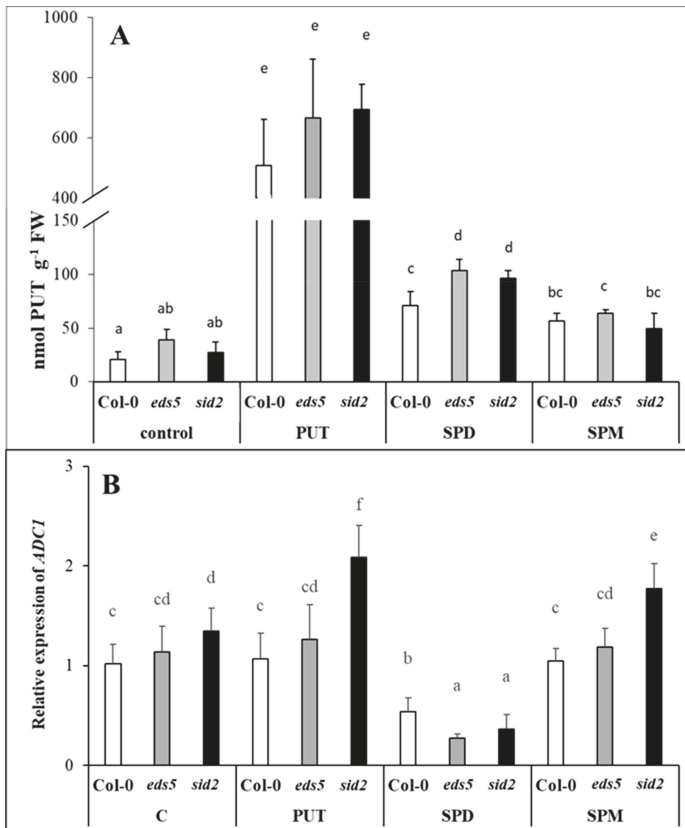 A
nmol PUT g-1 FW
1000
800
600
400
150
100
50
0
a
ab
ab
e
e
e
c
d
d
bc
c
bc
Col-0 eds5 sid2 Col-0 eds5 sid2 Col-0 eds5 sid2 Col-0 eds5 sid2
control PUT SPD SPM
B
Relative expression of ADC1
3
2
1
0
c
cd
d
c
cd
f
b
a
a
c
cd
e
Col-0 eds5 sid2 Col-0 eds5 sid2 Col-0 eds5 sid2 Col-0 eds5 sid2
C PUT SPD SPM